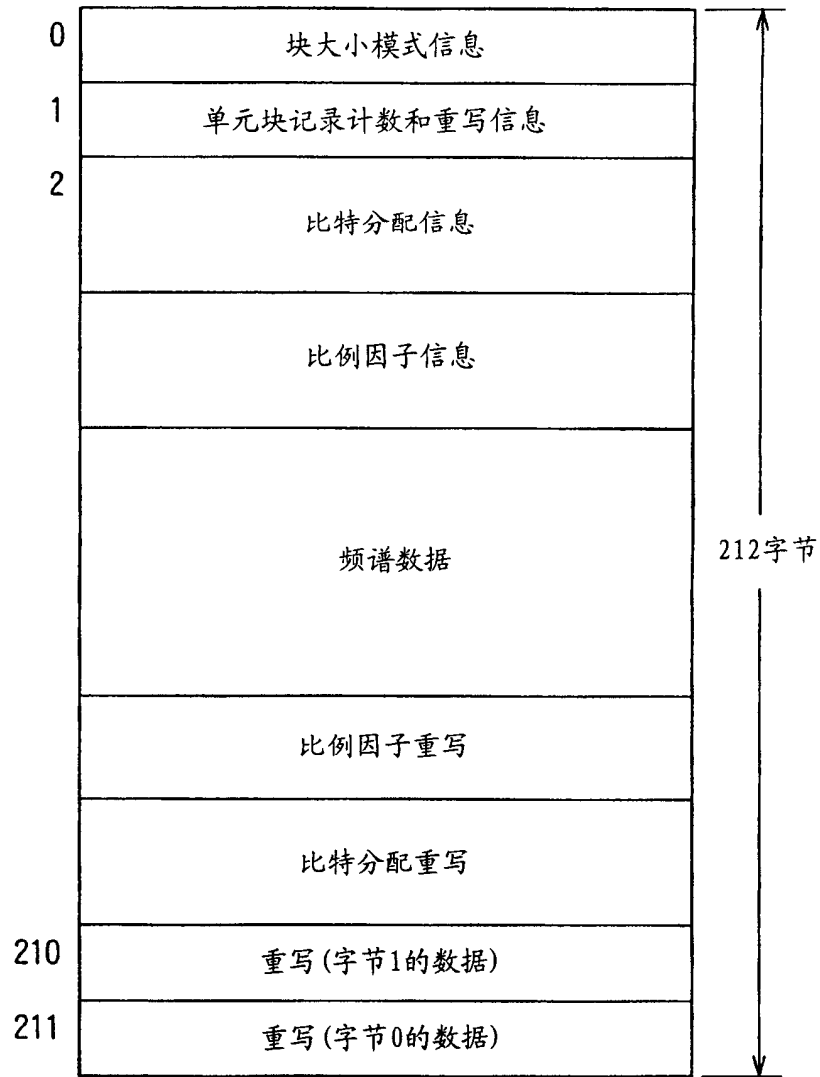 0
块大小模式信息
1
单元块记录计数和重写信息
2
比特分配信息
比例因子信息
频谱数据
212字节
比例因子重写
比特分配重写
210
重写(字节1的数据)
211
重写(字节0的数据)